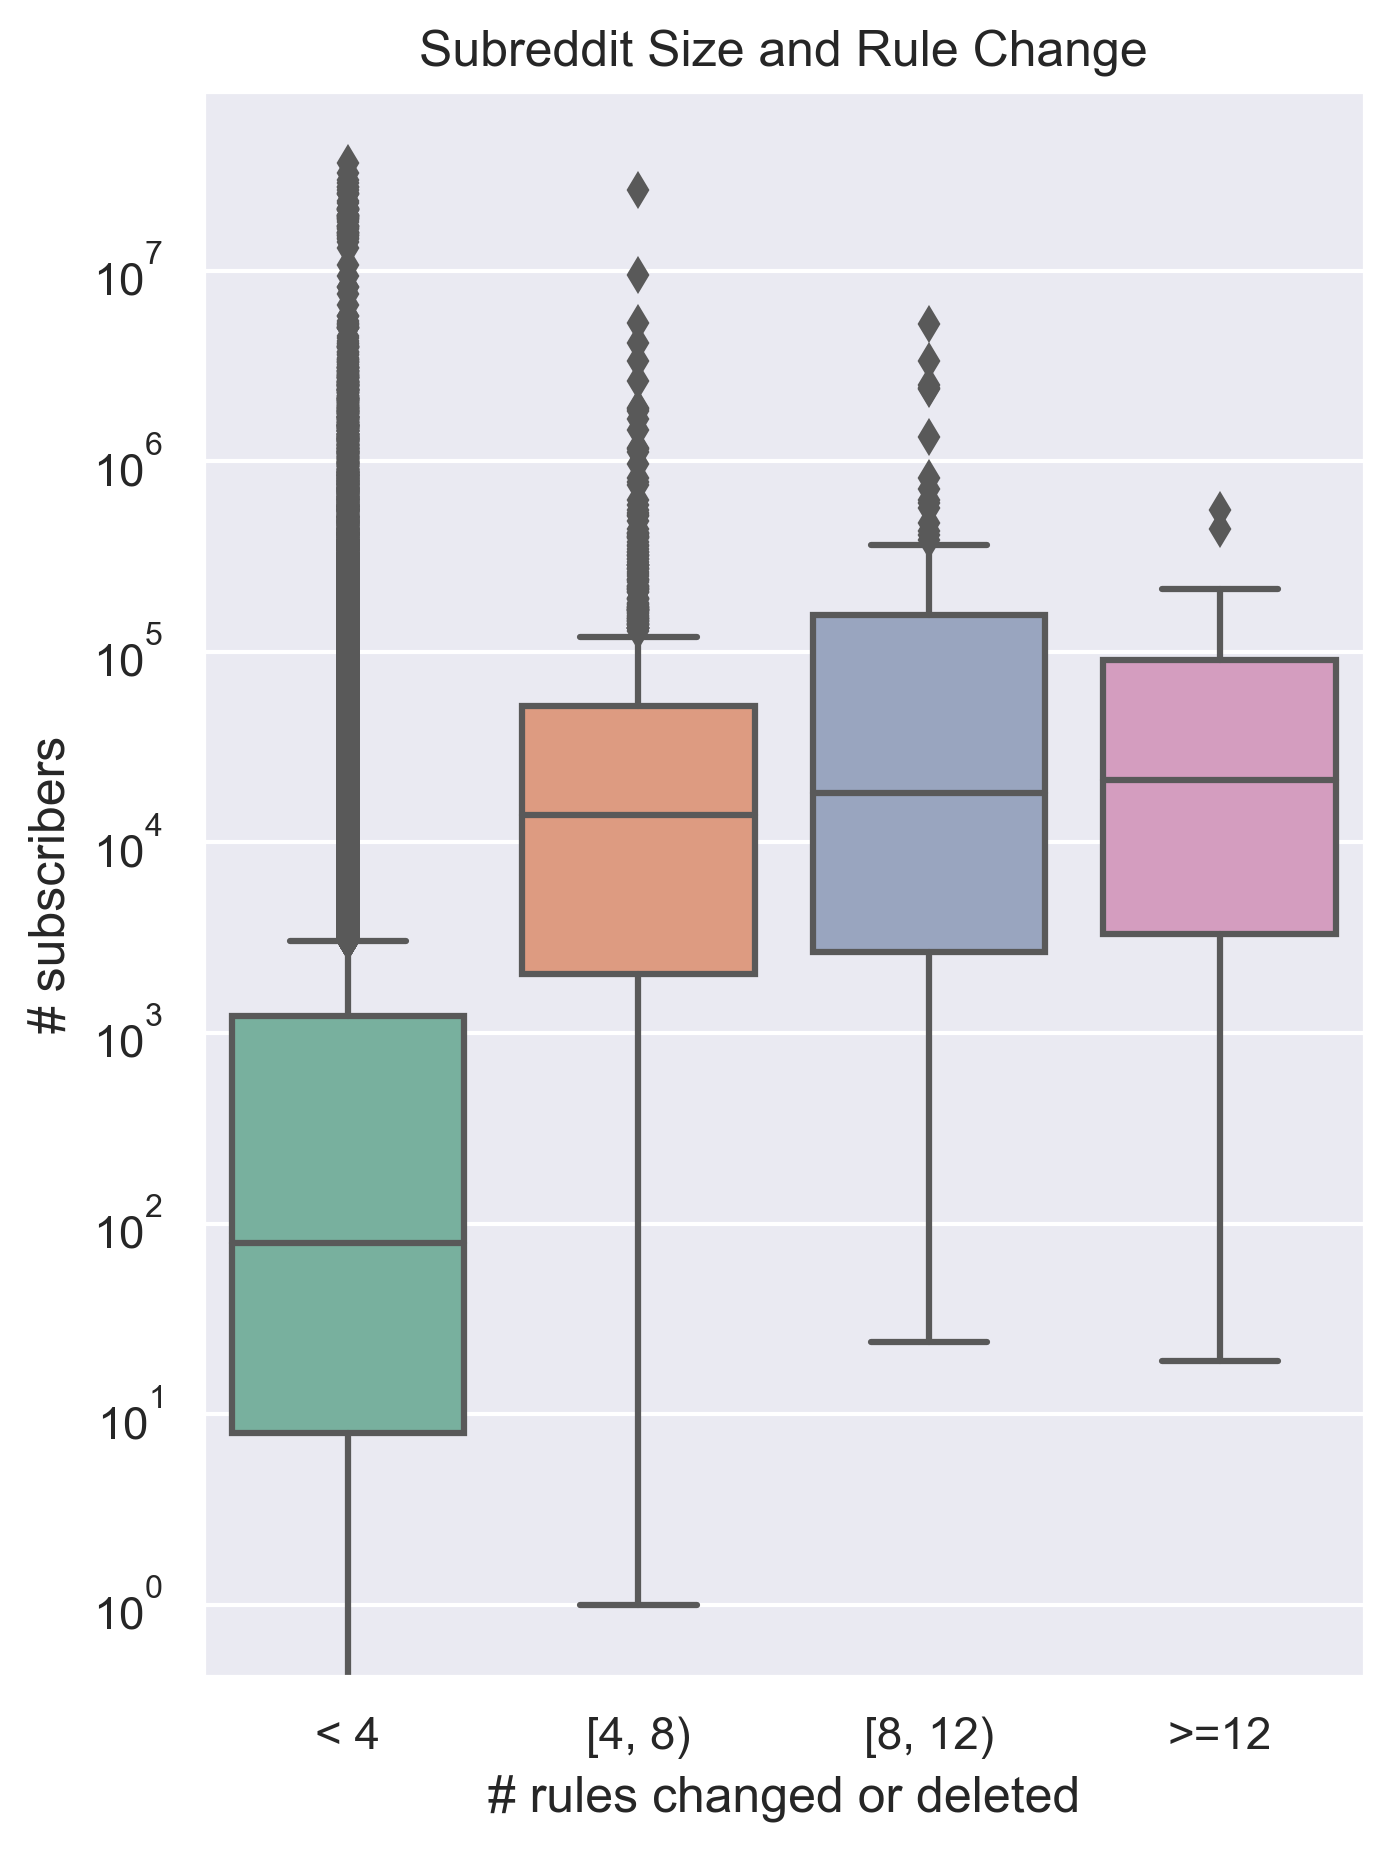 Subreddit Size and Rule Change
# subscribers
10^7
10^6
10^5
10^4
10^3
10^2
10^1
10^0
< 4 [4, 8) [8, 12) >=12
# rules changed or deleted